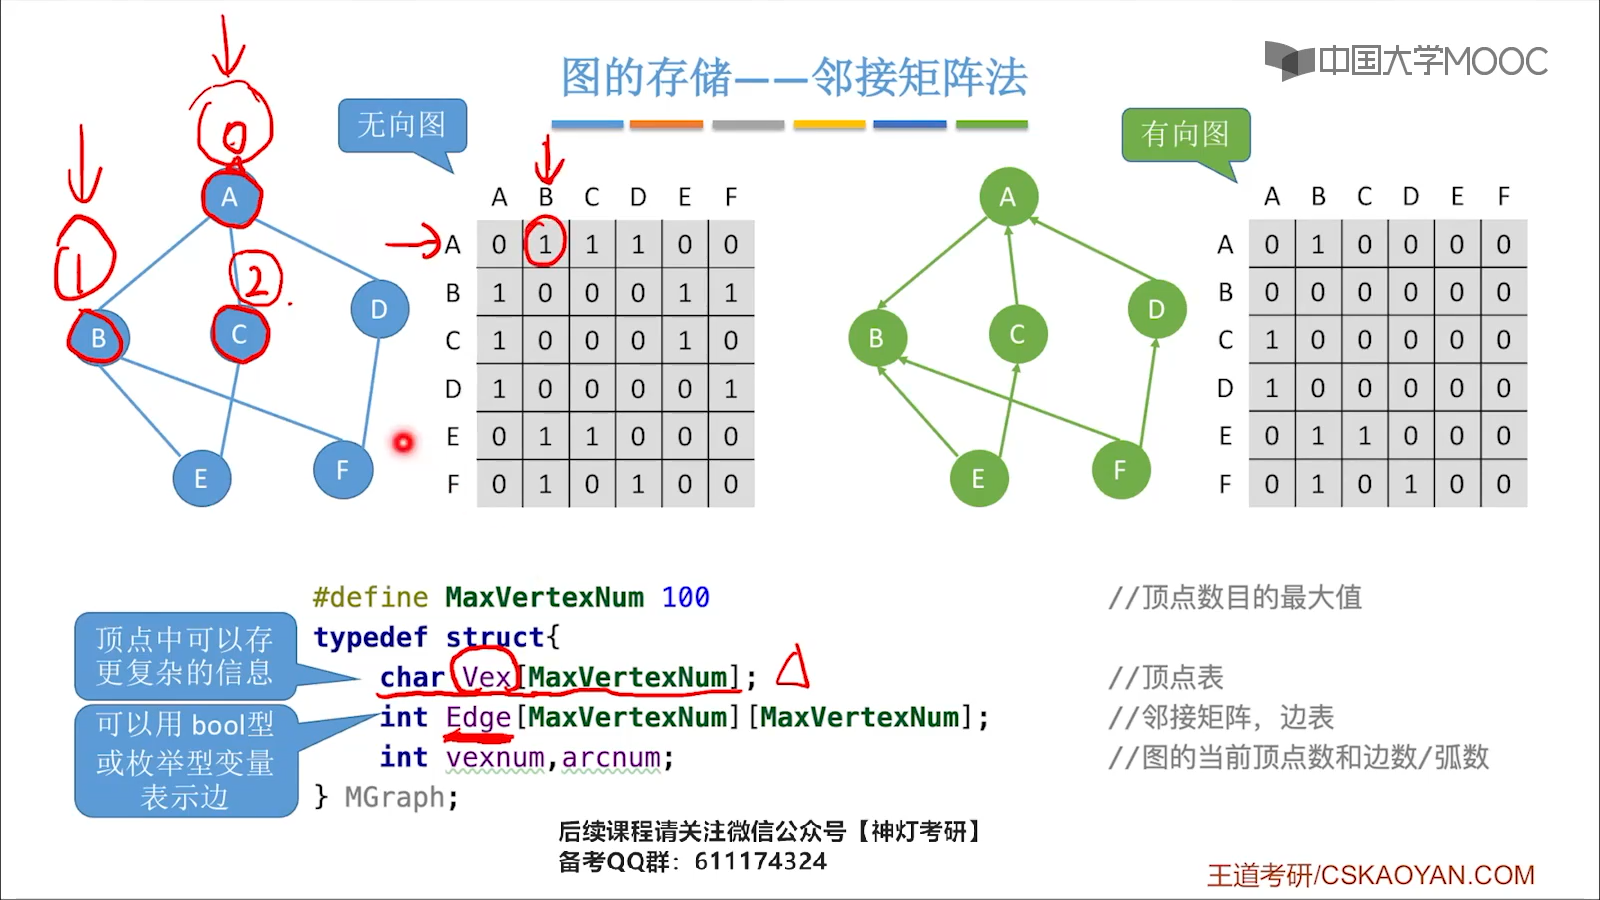 中国大学MOOC
图的存储——邻接矩阵法
无向图
有向图
0
1
2
A
B
C
D
E
F
A B C D E F
A 0 1 1 1 0 0
B 1 0 0 0 1 1
C 1 0 0 0 1 0
D 1 0 0 0 0 1
E 0 1 1 0 0 0
F 0 1 0 1 0 0
A
B
C
D
E
F
A B C D E F
A 0 1 0 0 0 0
B 0 0 0 0 0 0
C 1 0 0 0 0 0
D 1 0 0 0 0 0
E 0 1 1 0 0 0
F 0 1 0 1 0 0
顶点中可以存
更复杂的信息
可以用 bool型
或枚举型变量
表示边
#define MaxVertexNum 100 //顶点数目的最大值
typedef struct{
char Vex[MaxVertexNum]; //顶点表
int Edge[MaxVertexNum][MaxVertexNum]; //邻接矩阵，边表
int vexnum,arcnum; //图的当前顶点数和边数/弧数
} MGraph;
后续课程请关注微信公众号【神灯考研】
备考QQ群：611174324
王道考研/CSKAOYAN.COM